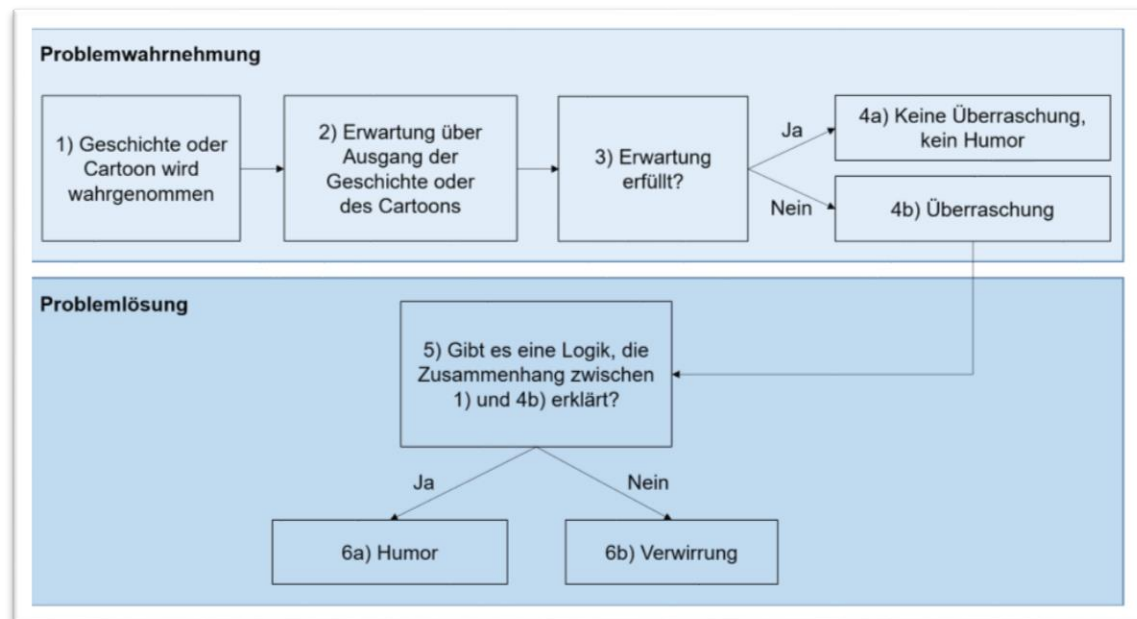 Problemwahrnehmung
1) Geschichte oder
Cartoon wird
wahrgenommen
2) Erwartung über
Ausgang der
Geschichte oder
des Cartoons
3) Erwartung
erfüllt?
Ja
Nein
4a) Keine Überraschung,
kein Humor
4b) Überraschung
Problemlösung
5) Gibt es eine Logik, die
Zusammenhang zwischen
1) und 4b) erklärt?
Ja
Nein
6a) Humor
6b) Verwirrung